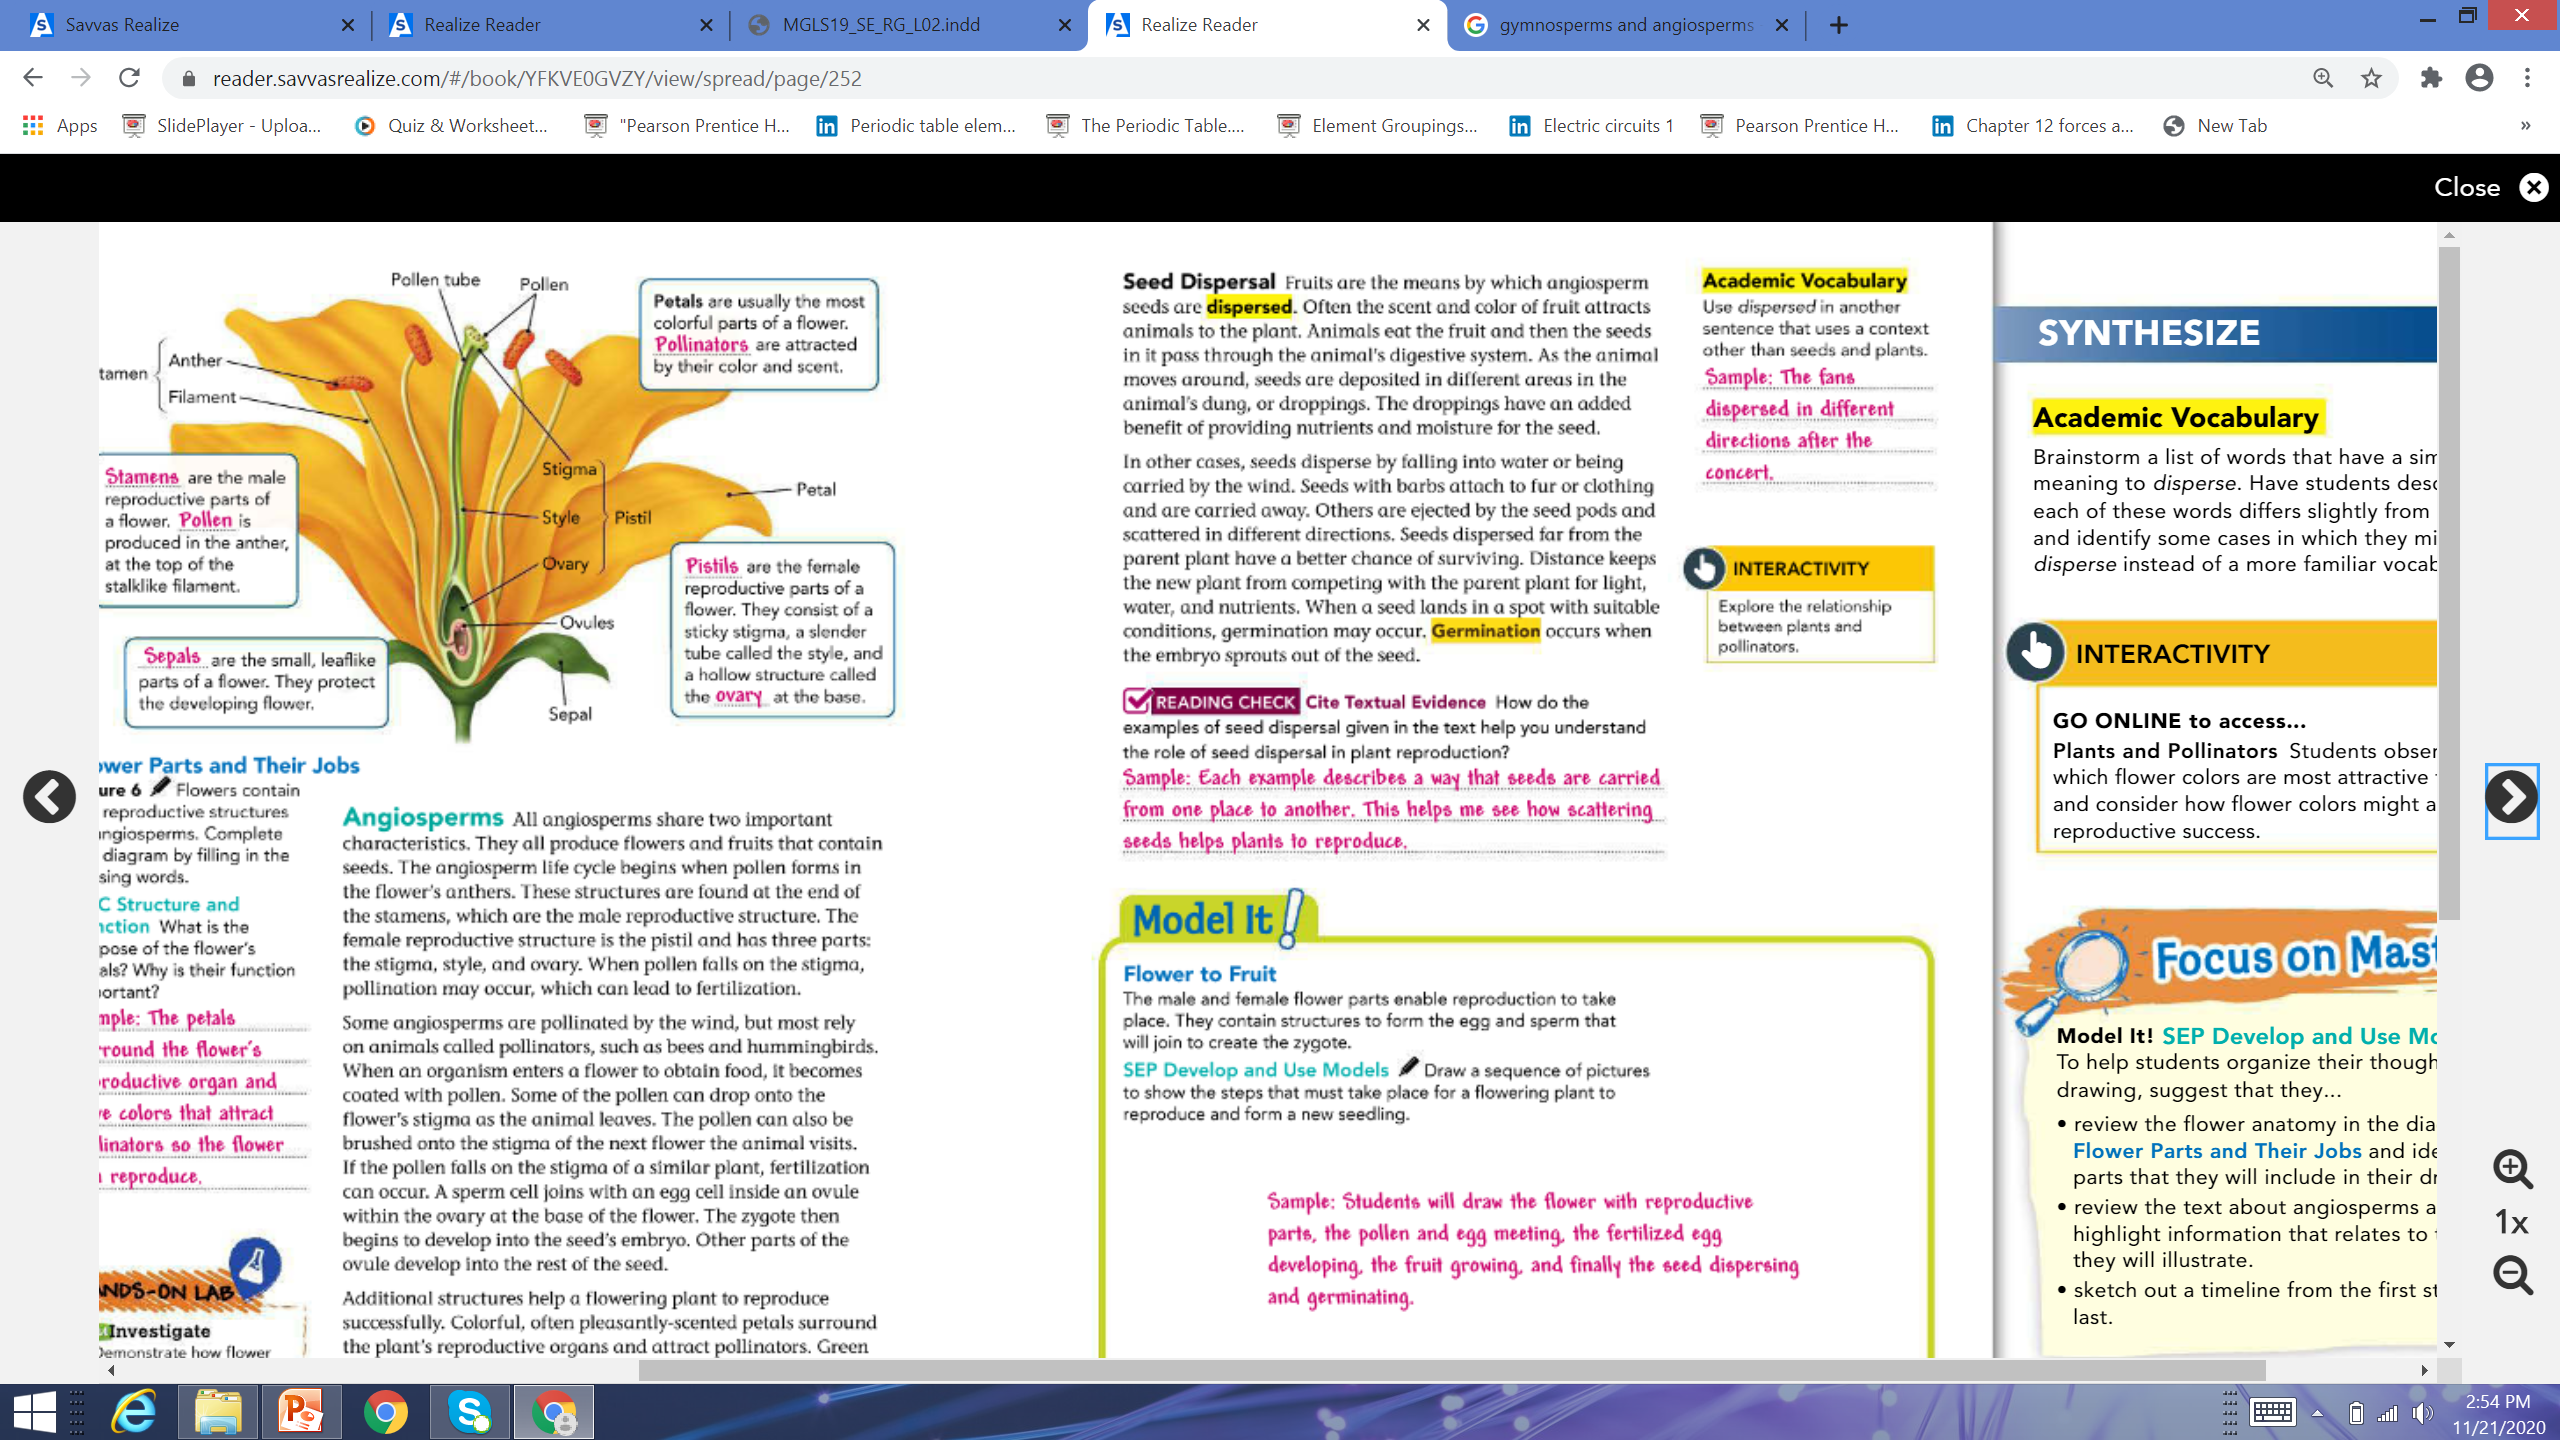 Savvas Realize
Realize Reader
MGLS19_SE_RG_L02.indd
Realize Reader
gymnosperms and angiosperms
reader.savvasrealize.com/#/book/YFKVE0GVZY/view/spread/page/252
Apps
SlidePlayer - Uploa...
Quiz & Worksheet...
"Pearson Prentice H...
Periodic table elem...
The Periodic Table....
Element Groupings...
Electric circuits 1
Pearson Prentice H...
Chapter 12 forces a...
New Tab
»
Close
Pollen tube
Pollen
Anther
tamen
Filament
Petals are usually the most
colorful parts of a flower.
Pollinators are attracted
by their color and scent.
Stamens are the male
reproductive parts of
a flower. Pollen is
produced in the anther,
at the top of the
stalklike filament.
Stigma
Style
Pistil
Ovary
Petal
Ovules
Sepal
Pistils are the female
reproductive parts of a
flower. They consist of a
sticky stigma, a slender
tube called the style, and
a hollow structure called
the ovary at the base.
Sepals are the small, leaflike
parts of a flower. They protect
the developing flower.
ower Parts and Their Jobs
ure 6 Flowers contain
reproductive structures
ngiosperms. Complete
diagram by filling in the
sing words.
C Structure and
nction What is the
pose of the flower's
als? Why is their function
ortant?
mple: The petals
rround the flower's
roductive organ and
ve colors that attract
llinators so the flower
n reproduce.
NDS-ON LAB
Investigate
Demonstrate how flower
Angiosperms All angiosperms share two important
characteristics. They all produce flowers and fruits that contain
seeds. The angiosperm life cycle begins when pollen forms in
the flower's anthers. These structures are found at the end of
the stamens, which are the male reproductive structure. The
female reproductive structure is the pistil and has three parts:
the stigma, style, and ovary. When pollen falls on the stigma,
pollination may occur, which can lead to fertilization.
Some angiosperms are pollinated by the wind, but most rely
on animals called pollinators, such as bees and hummingbirds.
When an organism enters a flower to obtain food, it becomes
coated with pollen. Some of the pollen can drop onto the
flower's stigma as the animal leaves. The pollen can also be
brushed onto the stigma of the next flower the animal visits.
If the pollen falls on the stigma of a similar plant, fertilization
can occur. A sperm cell joins with an egg cell inside an ovule
within the ovary at the base of the flower. The zygote then
begins to develop into the seed's embryo. Other parts of the
ovule develop into the rest of the seed.
Additional structures help a flowering plant to reproduce
successfully. Colorful, often pleasantly-scented petals surround
the plant's reproductive organs and attract pollinators. Green
Seed Dispersal Fruits are the means by which angiosperm
seeds are dispersed. Often the scent and color of fruit attracts
animals to the plant. Animals eat the fruit and then the seeds
in it pass through the animal's digestive system. As the animal
moves around, seeds are deposited in different areas in the
animal's dung, or droppings. The droppings have an added
benefit of providing nutrients and moisture for the seed.
In other cases, seeds disperse by falling into water or being
carried by the wind. Seeds with barbs attach to fur or clothing
and are carried away. Others are ejected by the seed pods and
scattered in different directions. Seeds dispersed far from the
parent plant have a better chance of surviving. Distance keeps
the new plant from competing with the parent plant for light,
water, and nutrients. When a seed lands in a spot with suitable
conditions, germination may occur. Germination occurs when
the embryo sprouts out of the seed.
READING CHECK Cite Textual Evidence How do the
examples of seed dispersal given in the text help you understand
the role of seed dispersal in plant reproduction?
Sample: Each example describes a way that seeds are carried
from one place to another. This helps me see how scattering
seeds helps plants to reproduce.
Academic Vocabulary
Use dispersed in another
sentence that uses a context
other than seeds and plants.
Sample: The fans
dispersed in different
directions after the
concert.
INTERACTIVITY
Explore the relationship
between plants and
pollinators.
Model It!
Flower to Fruit
The male and female flower parts enable reproduction to take
place. They contain structures to form the egg and sperm that
will join to create the zygote.
SEP Develop and Use Models Draw a sequence of pictures
to show the steps that must take place for a flowering plant to
reproduce and form a new seedling.
Sample: Students will draw the flower with reproductive
parts, the pollen and egg meeting, the fertilized egg
developing, the fruit growing, and finally the seed dispersing
and germinating.
SYNTHESIZE
Academic Vocabulary
Brainstorm a list of words that have a sim
meaning to disperse. Have students desc
each of these words differs slightly from
and identify some cases in which they mi
disperse instead of a more familiar vocab
INTERACTIVITY
GO ONLINE to access...
Plants and Pollinators Students obser
which flower colors are most attractive
and consider how flower colors might a
reproductive success.
Focus on Mast
Model It! SEP Develop and Use Mo
To help students organize their though
drawing, suggest that they...
• review the flower anatomy in the dia
Flower Parts and Their Jobs and ide
parts that they will include in their dr
• review the text about angiosperms a
highlight information that relates to
they will illustrate.
• sketch out a timeline from the first st
last.
1x
2:54 PM
11/21/2020